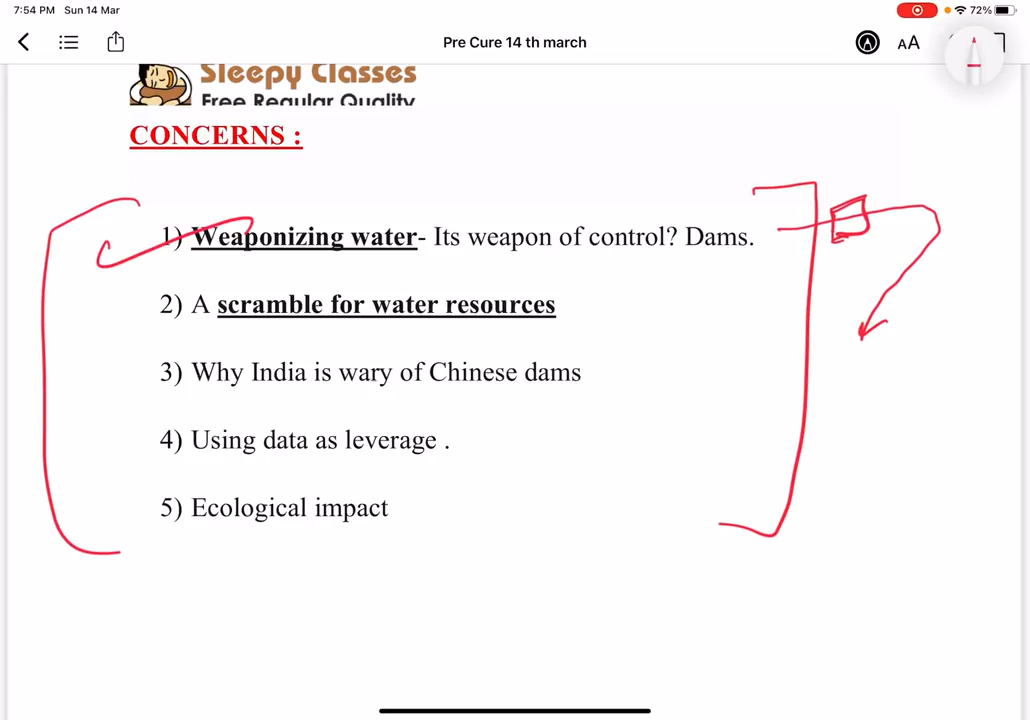 7:54 PM Sun 14 Mar 72%
Pre Cure 14 th march AA
Sleepy Classes
Free Regular Quality
CONCERNS :
1) Weaponizing water- Its weapon of control? Dams.
2) A scramble for water resources
3) Why India is wary of Chinese dams
4) Using data as leverage .
5) Ecological impact